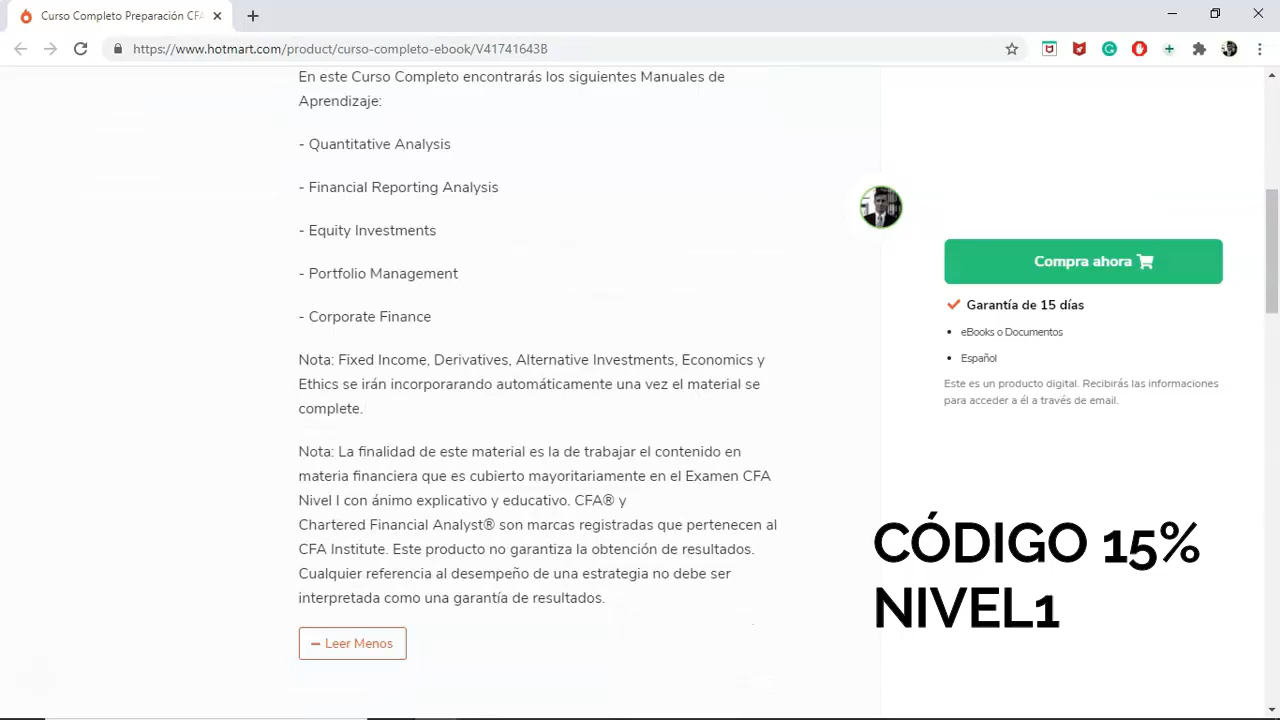 Curso Completo Preparación CFA
https://www.hotmart.com/product/curso-completo-ebook/V41741643B
En este Curso Completo encontrarás los siguientes Manuales de
Aprendizaje:
- Quantitative Analysis
- Financial Reporting Analysis
- Equity Investments
- Portfolio Management
- Corporate Finance
Nota: Fixed Income, Derivatives, Alternative Investments, Economics y
Ethics se irán incorporarando automáticamente una vez el material se
complete.
Nota: La finalidad de este material es la de trabajar el contenido en
materia financiera que es cubierto mayoritariamente en el Examen CFA
Nivel I con ánimo explicativo y educativo. CFA® y
Chartered Financial Analyst® son marcas registradas que pertenecen al
CFA Institute. Este producto no garantiza la obtención de resultados.
Cualquier referencia al desempeño de una estrategia no debe ser
interpretada como una garantía de resultados.
Leer Menos
Compra ahora
Garantía de 15 días
• eBooks o Documentos
• Español
Este es un producto digital. Recibirás las informaciones
para acceder a él a través de email.
CÓDIGO 15%
NIVEL1